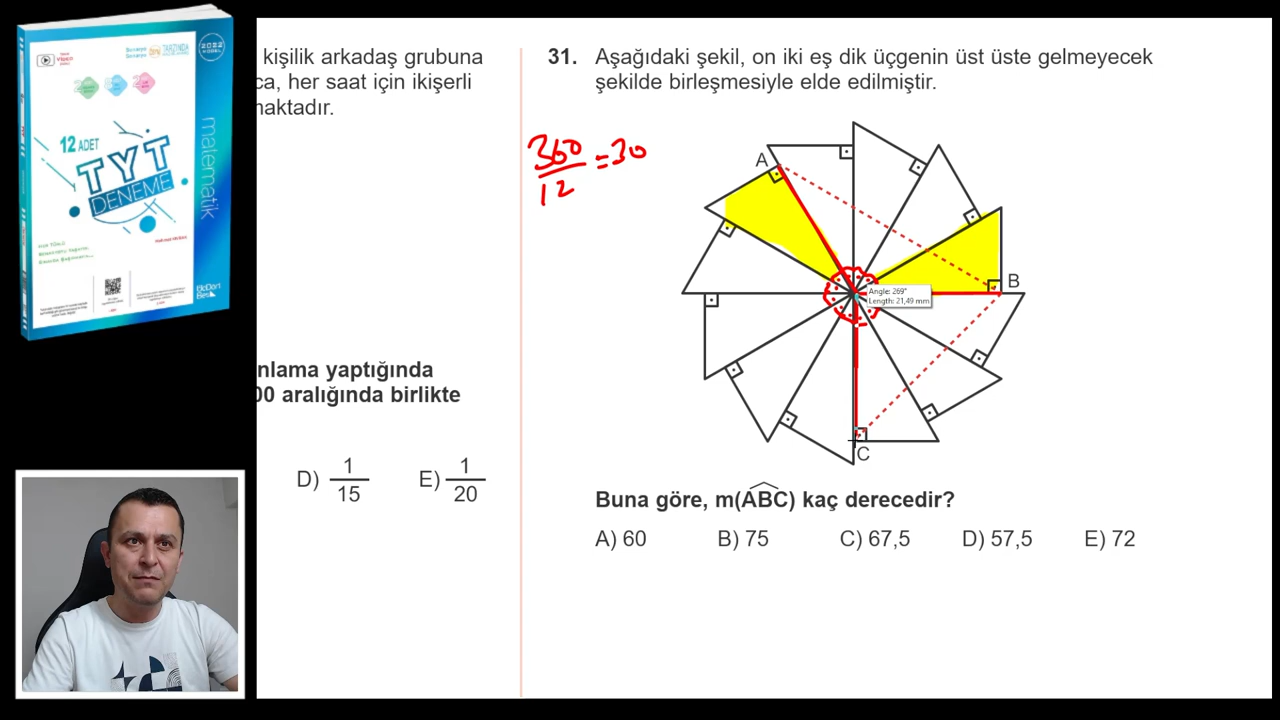 2022
MODEL
TARZINDA
12 ADET
TYT
DENEME
matematik
kişilik arkadaş grubuna
ca, her saat için ikişerli
naktadır.
nlama yaptığında
00 aralığında birlikte
D) 1/15 E) 1/20
31. Aşağıdaki şekil, on iki eş dik üçgenin üst üste gelmeyecek
şekilde birleşmesiyle elde edilmiştir.
360/12 = 30
A
B
Angle: 269°
Length: 21,49 mm
C
Buna göre, m(ABC) kaç derecedir?
A) 60 B) 75 C) 67,5 D) 57,5 E) 72